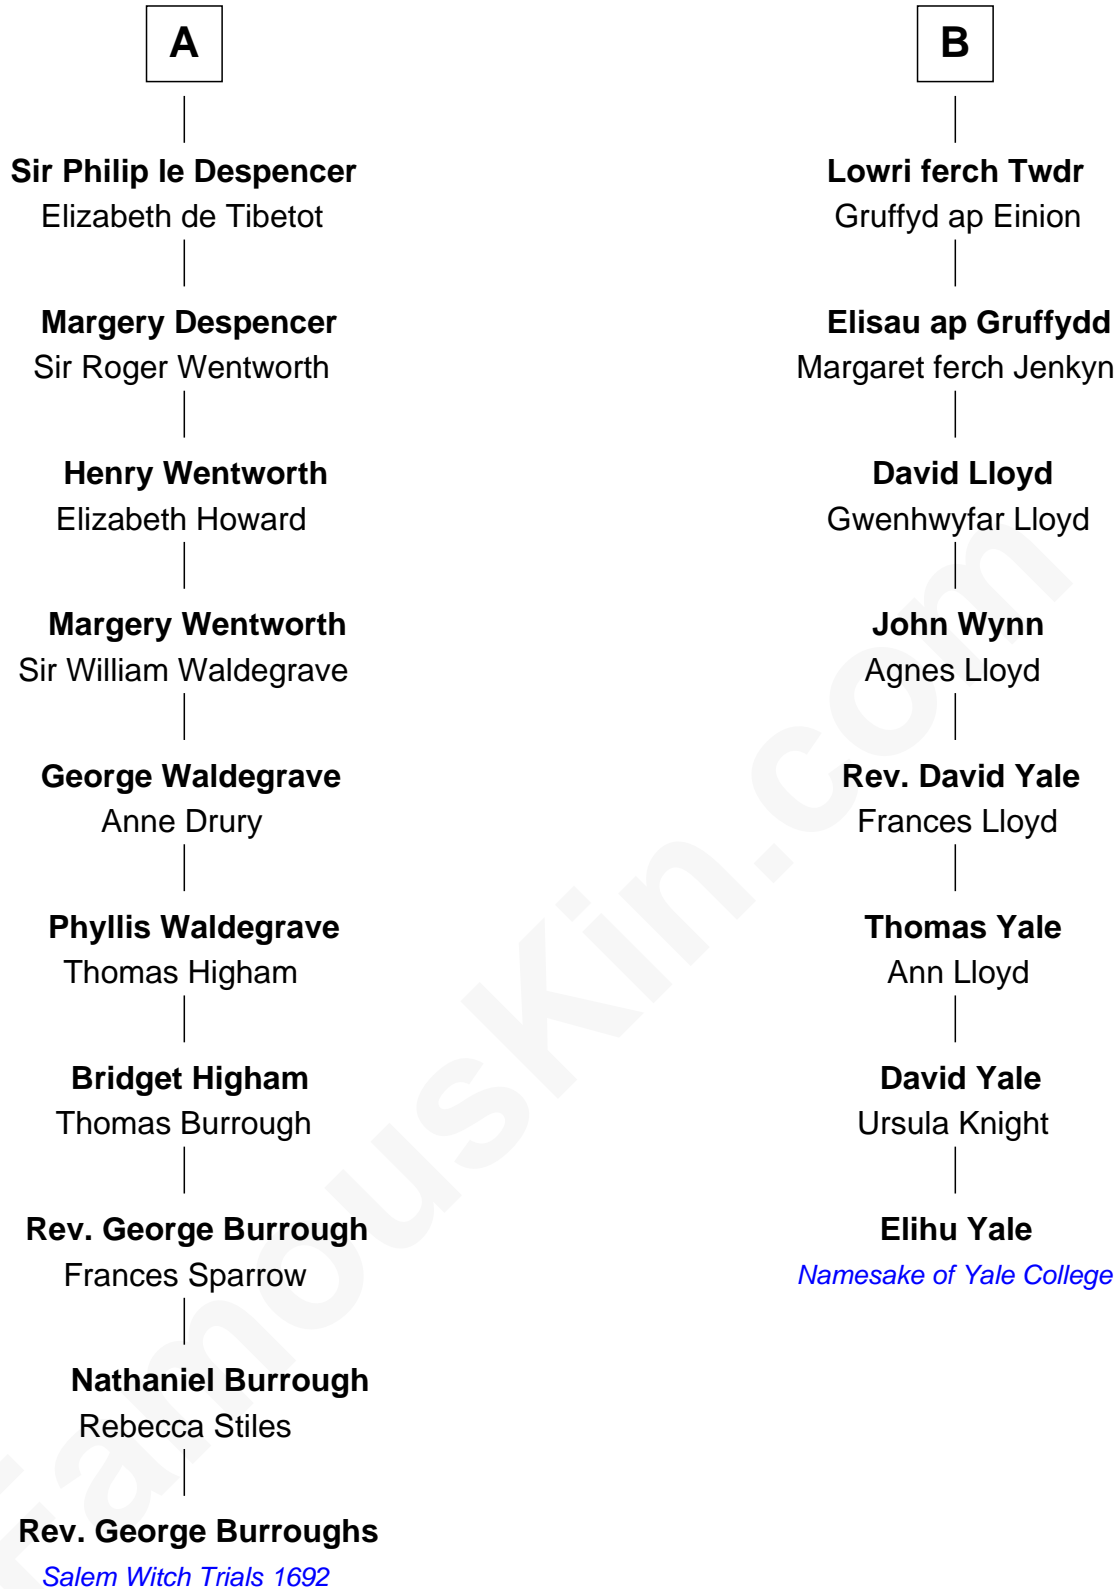 A
Sir Philip le Despencer
Elizabeth de Tibetot
Margery Despencer
Sir Roger Wentworth
Henry Wentworth
Elizabeth Howard
Margery Wentworth
Sir William Waldegrave
George Waldegrave
Anne Drury
Phyllis Waldegrave
Thomas Higham
Bridget Higham
Thomas Burrough
Rev. George Burrough
Frances Sparrow
Nathaniel Burrough
Rebecca Stiles
Rev. George Burroughs
Salem Witch Trials 1692
B
Lowri ferch Twdr
Gruffyd ap Einion
Elisau ap Gruffydd
Margaret ferch Jenkyn
David Lloyd
Gwenhwyfar Lloyd
John Wynn
Agnes Lloyd
Rev. David Yale
Frances Lloyd
Thomas Yale
Ann Lloyd
David Yale
Ursula Knight
Elihu Yale
Namesake of Yale College
FamousKin.com